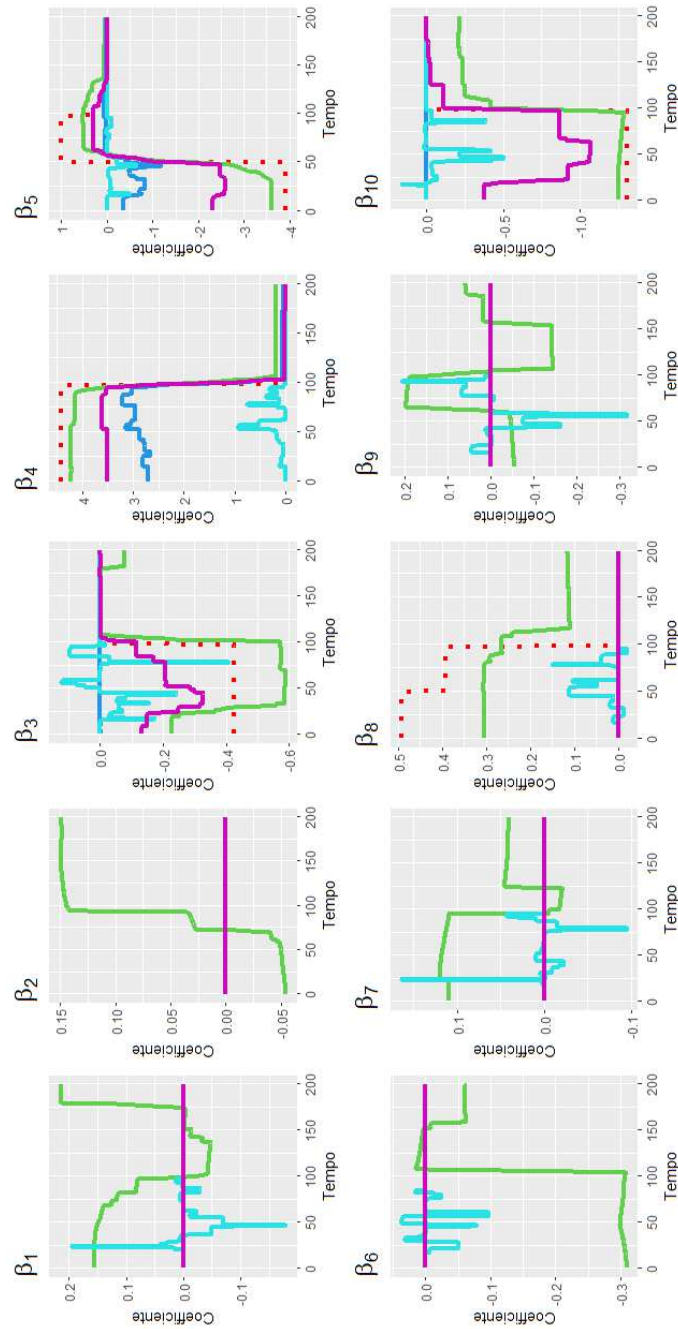 β1
Coefficiente
0.2
0.1
0.0
-0.1
0 50 100 150 200
Tempo
β2
Coefficiente
0.15
0.10
0.05
0.00
-0.05
0 50 100 150 200
Tempo
β3
Coefficiente
0.0
-0.2
-0.4
-0.6
0 50 100 150 200
Tempo
β4
Coefficiente
4
3
2
1
0
0 50 100 150 200
Tempo
β5
Coefficiente
1
0
-1
-2
-3
-4
0 50 100 150 200
Tempo
β6
Coefficiente
0.0
-0.1
-0.2
-0.3
0 50 100 150 200
Tempo
β7
Coefficiente
0.1
0.0
-0.1
0 50 100 150 200
Tempo
β8
Coefficiente
0.5
0.4
0.3
0.2
0.1
0.0
0 50 100 150 200
Tempo
β9
Coefficiente
0.2
0.1
0.0
-0.1
-0.2
-0.3
0 50 100 150 200
Tempo
β10
Coefficiente
0.0
-0.5
-1.0
0 50 100 150 200
Tempo